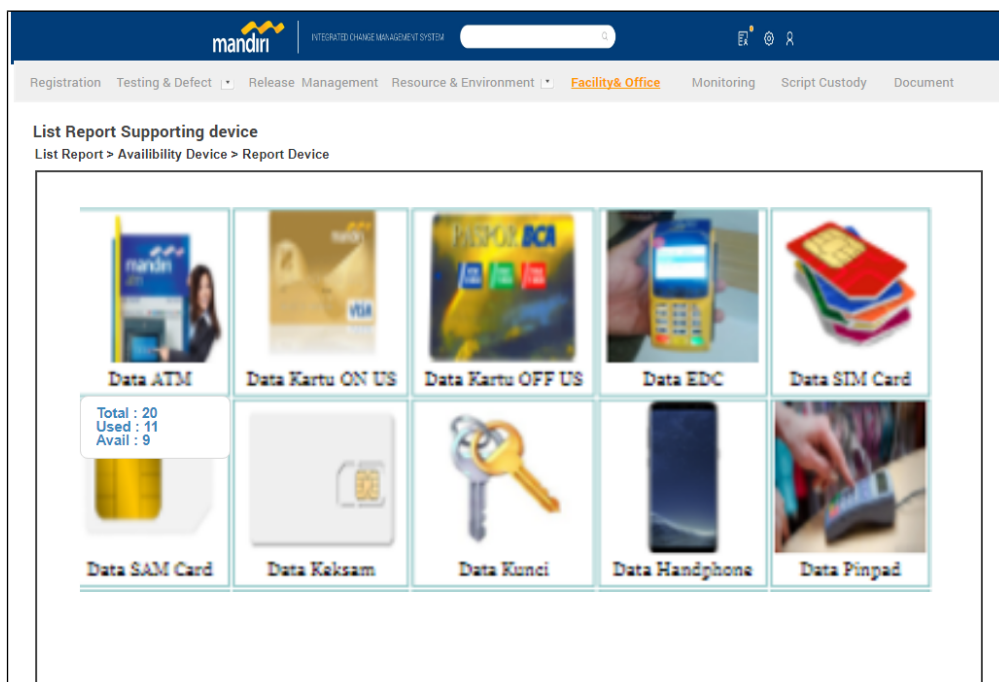 mandiri
INTEGRATED CHANGE MANAGEMENT SYSTEM
Registration Testing & Defect Release Management Resource & Environment Facility& Office Monitoring Script Custody Document
List Report Supporting device
List Report > Availibility Device > Report Device
mandiri
atm
mandiri
VISA
PASPOR BCA
Data ATM Data Kartu ON US Data Kartu OFF US Data EDC Data SIM Card
Total : 20
Used : 11
Avail : 9
Data SAM Card Data Keksam Data Kunci Data Handphone Data Pinpad